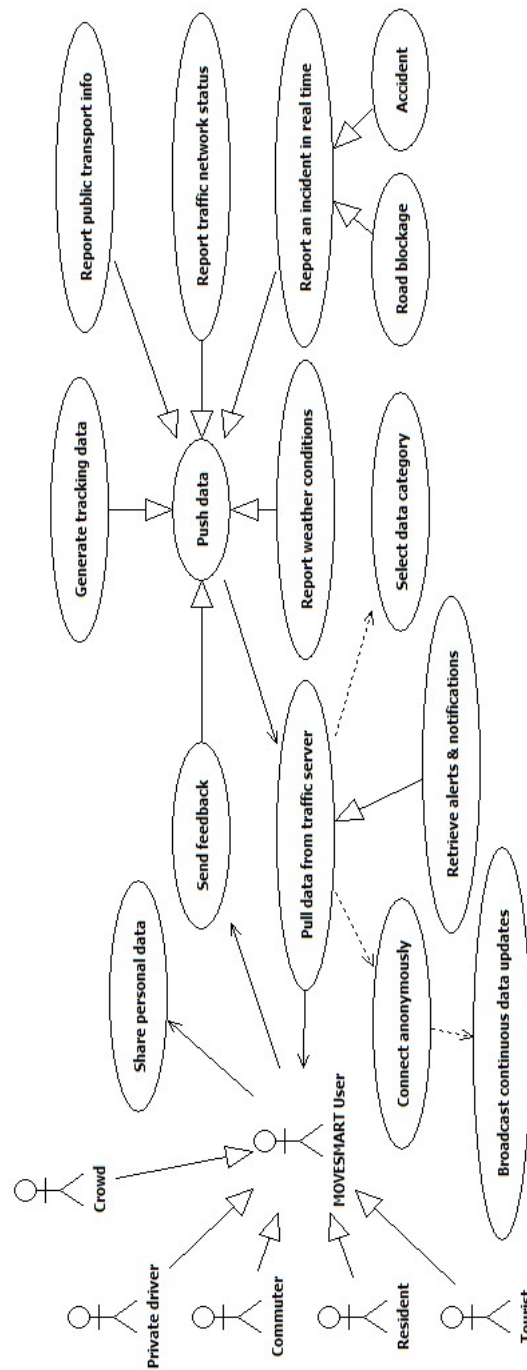 Crowd
Private driver
Commuter
Resident
Tourist
MOVESMART User
Share personal data
Send feedback
Pull data from traffic server
Connect anonymously
Broadcast continuous data updates
Retrieve alerts & notifications
Select data category
Generate tracking data
Push data
Report weather conditions
Report public transport info
Report traffic network status
Report an incident in real time
Road blockage
Accident